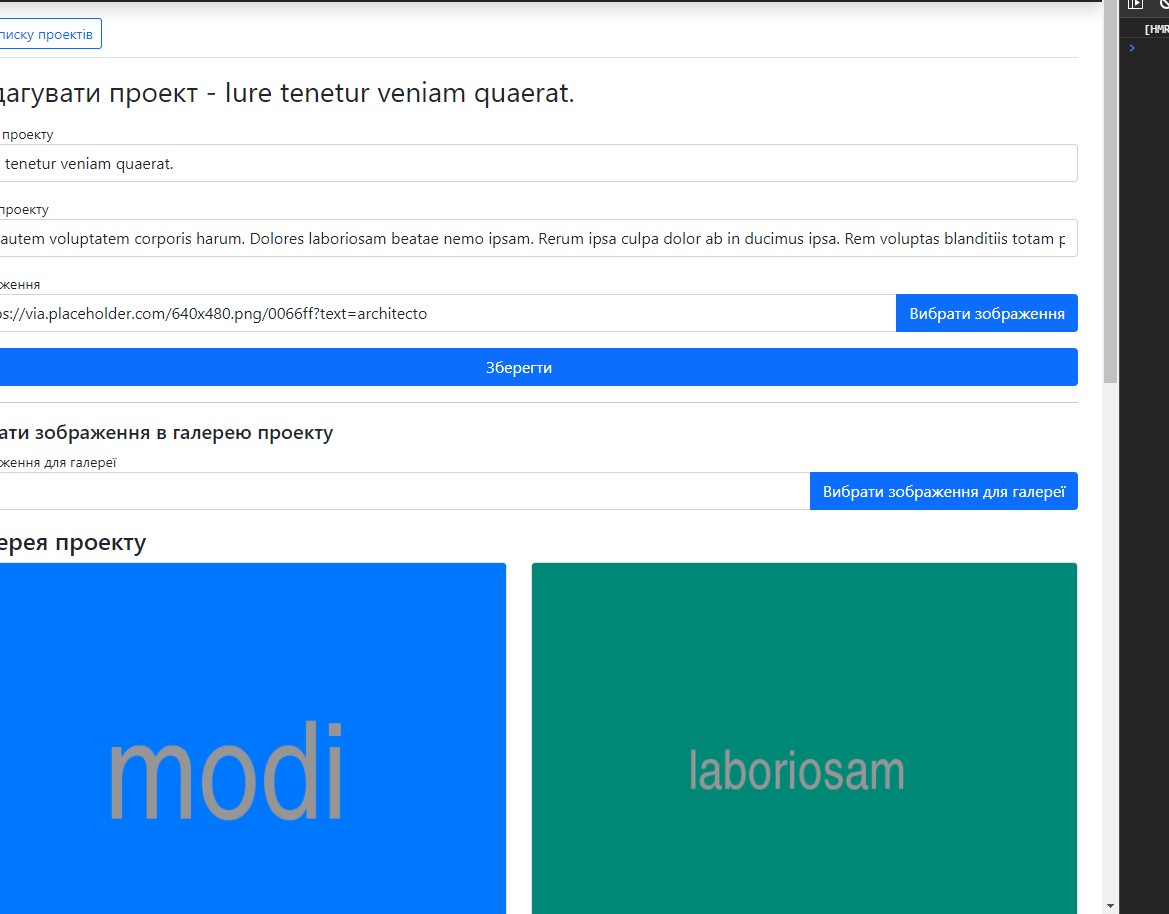 писку проектів
дагувати проект - Iure tenetur veniam quaerat.
проекту
tenetur veniam quaerat.
проекту
autem voluptatem corporis harum. Dolores laboriosam beatae nemo ipsam. Rerum ipsa culpa dolor ab in ducimus ipsa. Rem voluptas blanditiis totam p
ження
os://via.placeholder.com/640x480.png/0066ff?text=architecto
Вибрати зображення
Зберегти
ати зображення в галерею проекту
ження для галереї
Вибрати зображення для галереї
ерея проекту
modi
laboriosam
[HMR